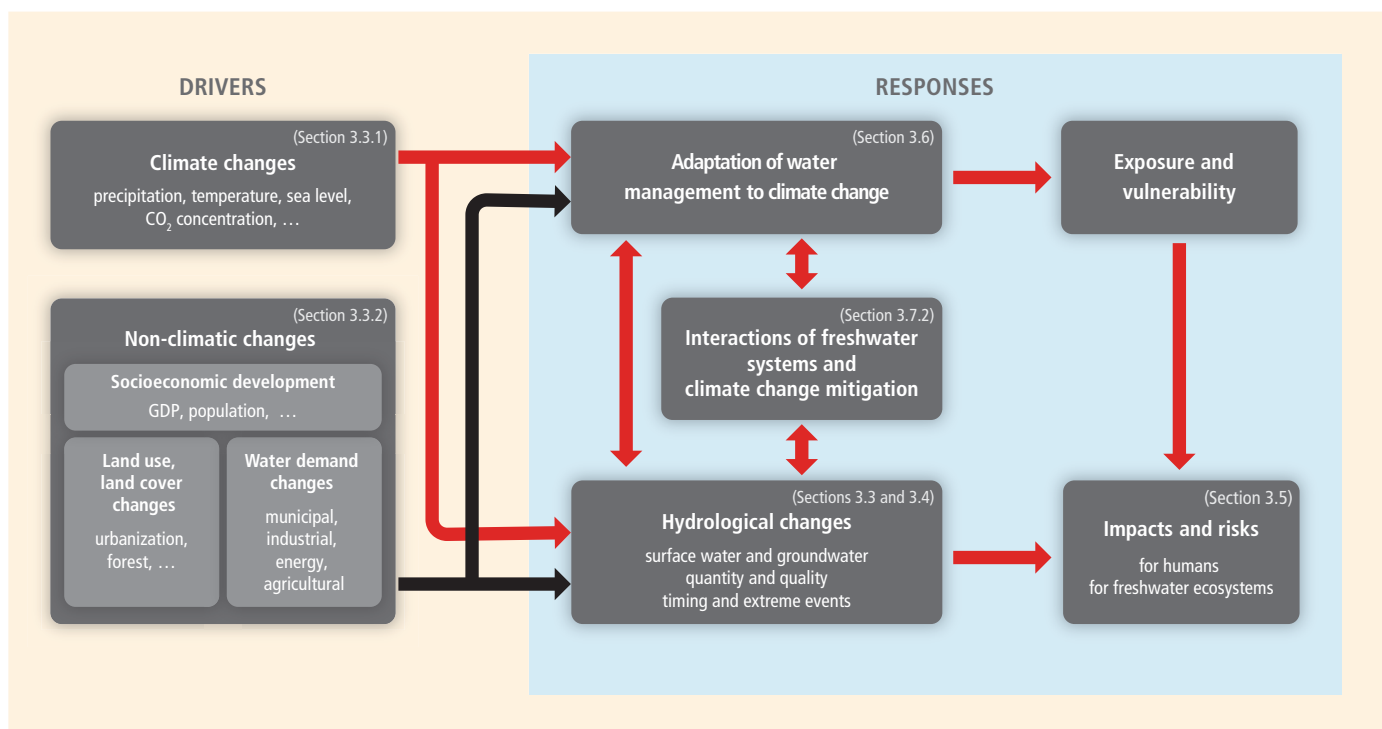 DRIVERS
RESPONSES
(Section 3.3.1)
Climate changes
precipitation, temperature, sea level,
CO2 concentration, …
(Section 3.3.2)
Non-climatic changes
Socioeconomic development
GDP, population, …
Land use,
land cover
changes
urbanization,
forest, …
Water demand
changes
municipal,
industrial,
energy,
agricultural
(Section 3.6)
Adaptation of water
management to climate change
Exposure and
vulnerability
(Section 3.7.2)
Interactions of freshwater
systems and
climate change mitigation
(Sections 3.3 and 3.4)
Hydrological changes
surface water and groundwater
quantity and quality
timing and extreme events
(Section 3.5)
Impacts and risks
for humans
for freshwater ecosystems